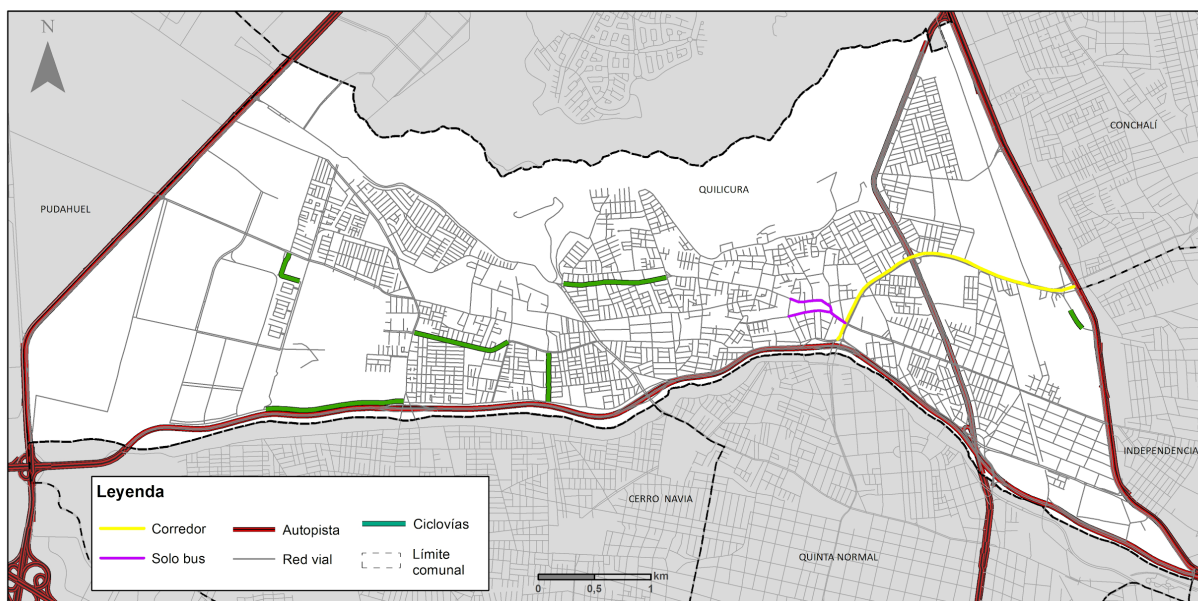 N
CONCHALÍ
QUILICURA
PUDAHUEL
INDEPENDENCIA
CERRO NAVIA
QUINTA NORMAL
Leyenda
Corredor
Autopista
Ciclovías
Solo bus
Red vial
Límite
comunal
km
0
0,5
1